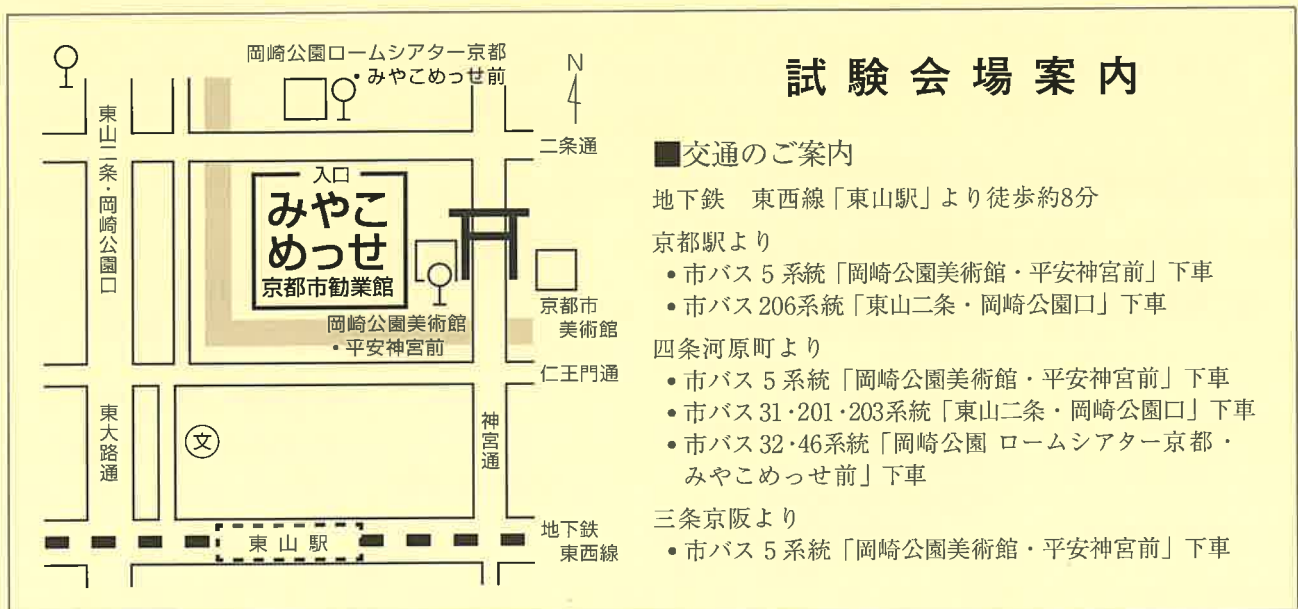 岡崎公園ロームシアター京都
・みやこめっせ前
N
東山二条・岡崎公園口
二条通
入口
みやこ
めっせ
京都市勧業館
岡崎公園美術館
・平安神宮前
京都市
美術館
仁王門通
東大路通
文
神宮通
東山駅
地下鉄
東西線
試験会場案内
■交通のご案内
地下鉄　東西線「東山駅」より徒歩約8分
京都駅より
•市バス5系統「岡崎公園美術館・平安神宮前」下車
•市バス206系統「東山二条・岡崎公園口」下車
四条河原町より
•市バス5系統「岡崎公園美術館・平安神宮前」下車
•市バス31・201・203系統「東山二条・岡崎公園口」下車
•市バス32・46系統「岡崎公園 ロームシアター京都・
みやこめっせ前」下車
三条京阪より
•市バス5系統「岡崎公園美術館・平安神宮前」下車